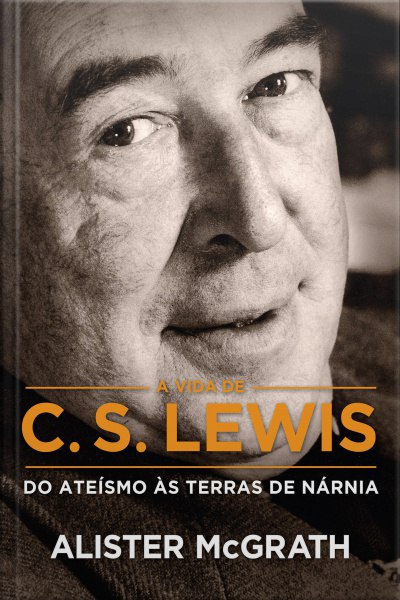 A VIDA DE
C. S. LEWIS
DO ATEÍSMO ÀS TERRAS DE NÁRNIA
ALISTER McGRATH